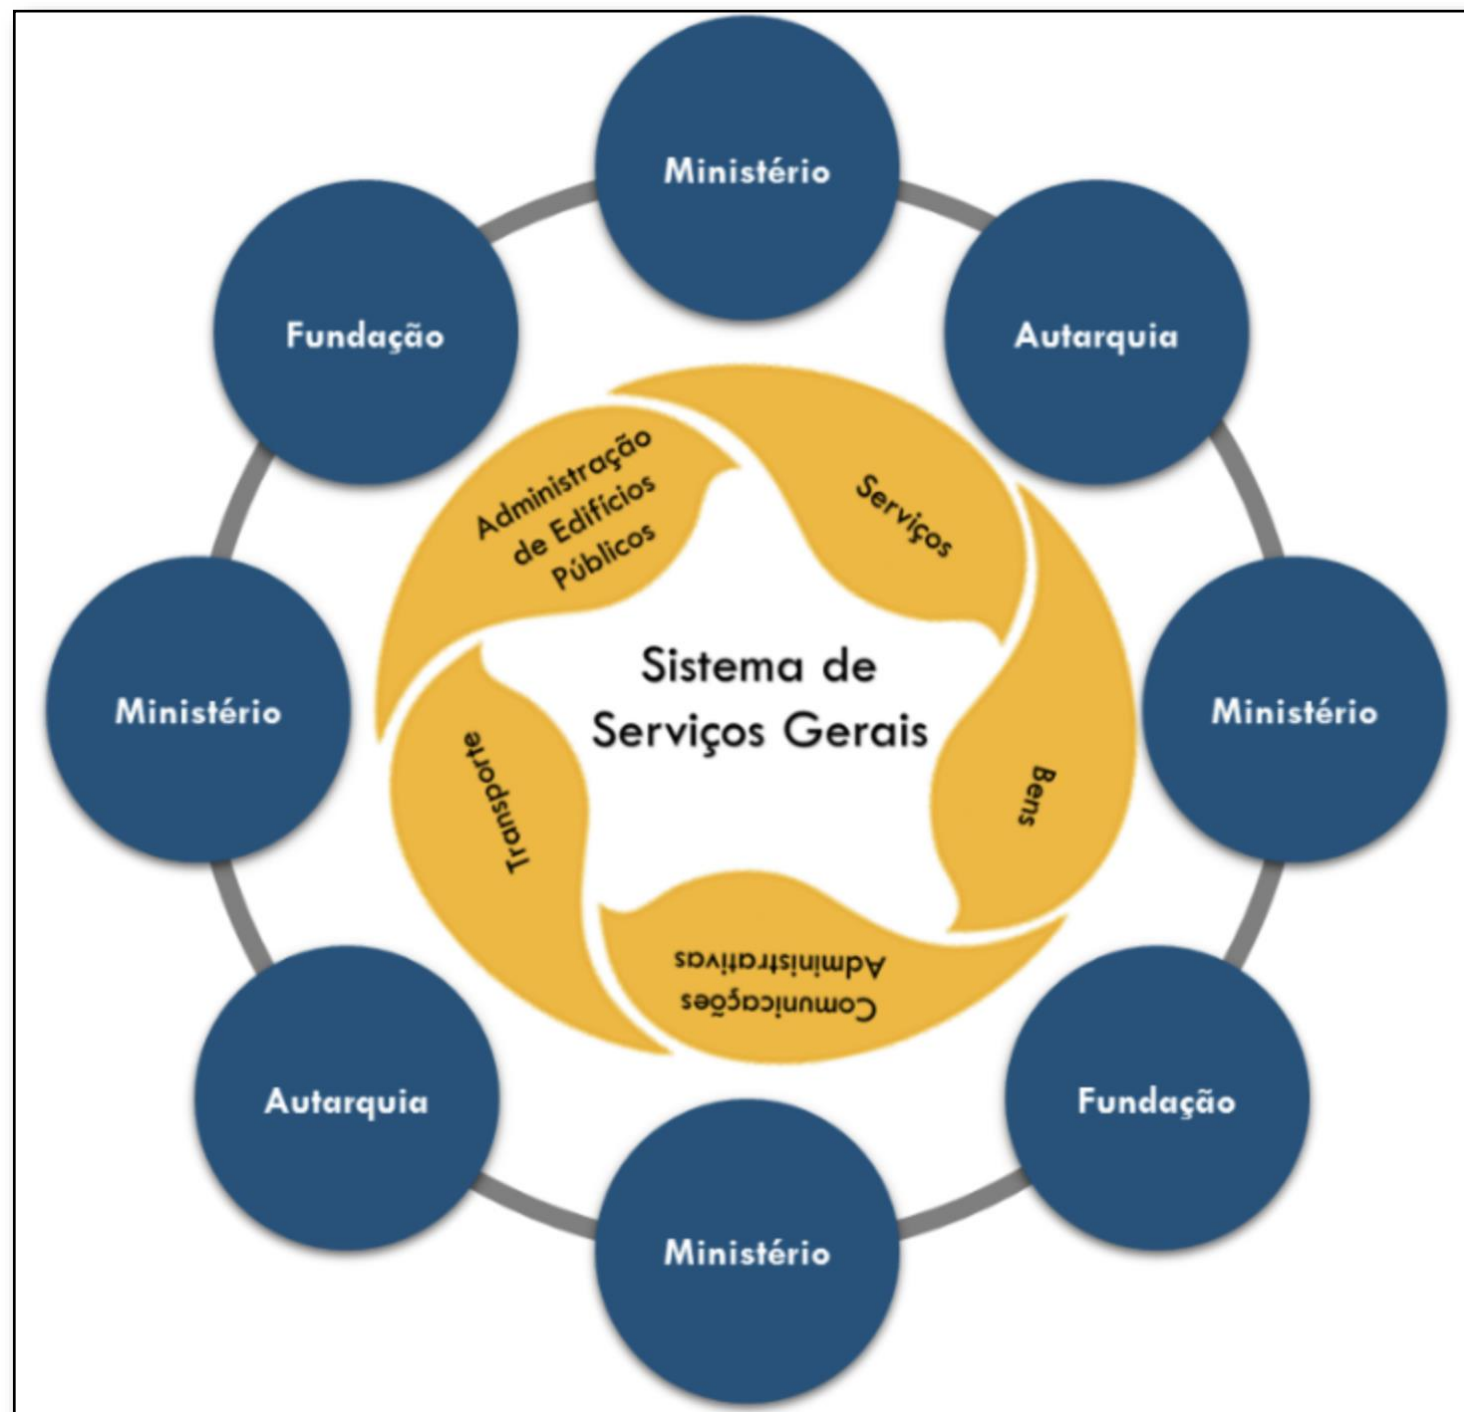 Ministério
Fundação
Autarquia
Administração
de Edifícios
Públicos
Serviços
Sistema de
Serviços Gerais
Ministério
Ministério
Transporte
Bens
Comunicações
Administrativas
Autarquia
Fundação
Ministério